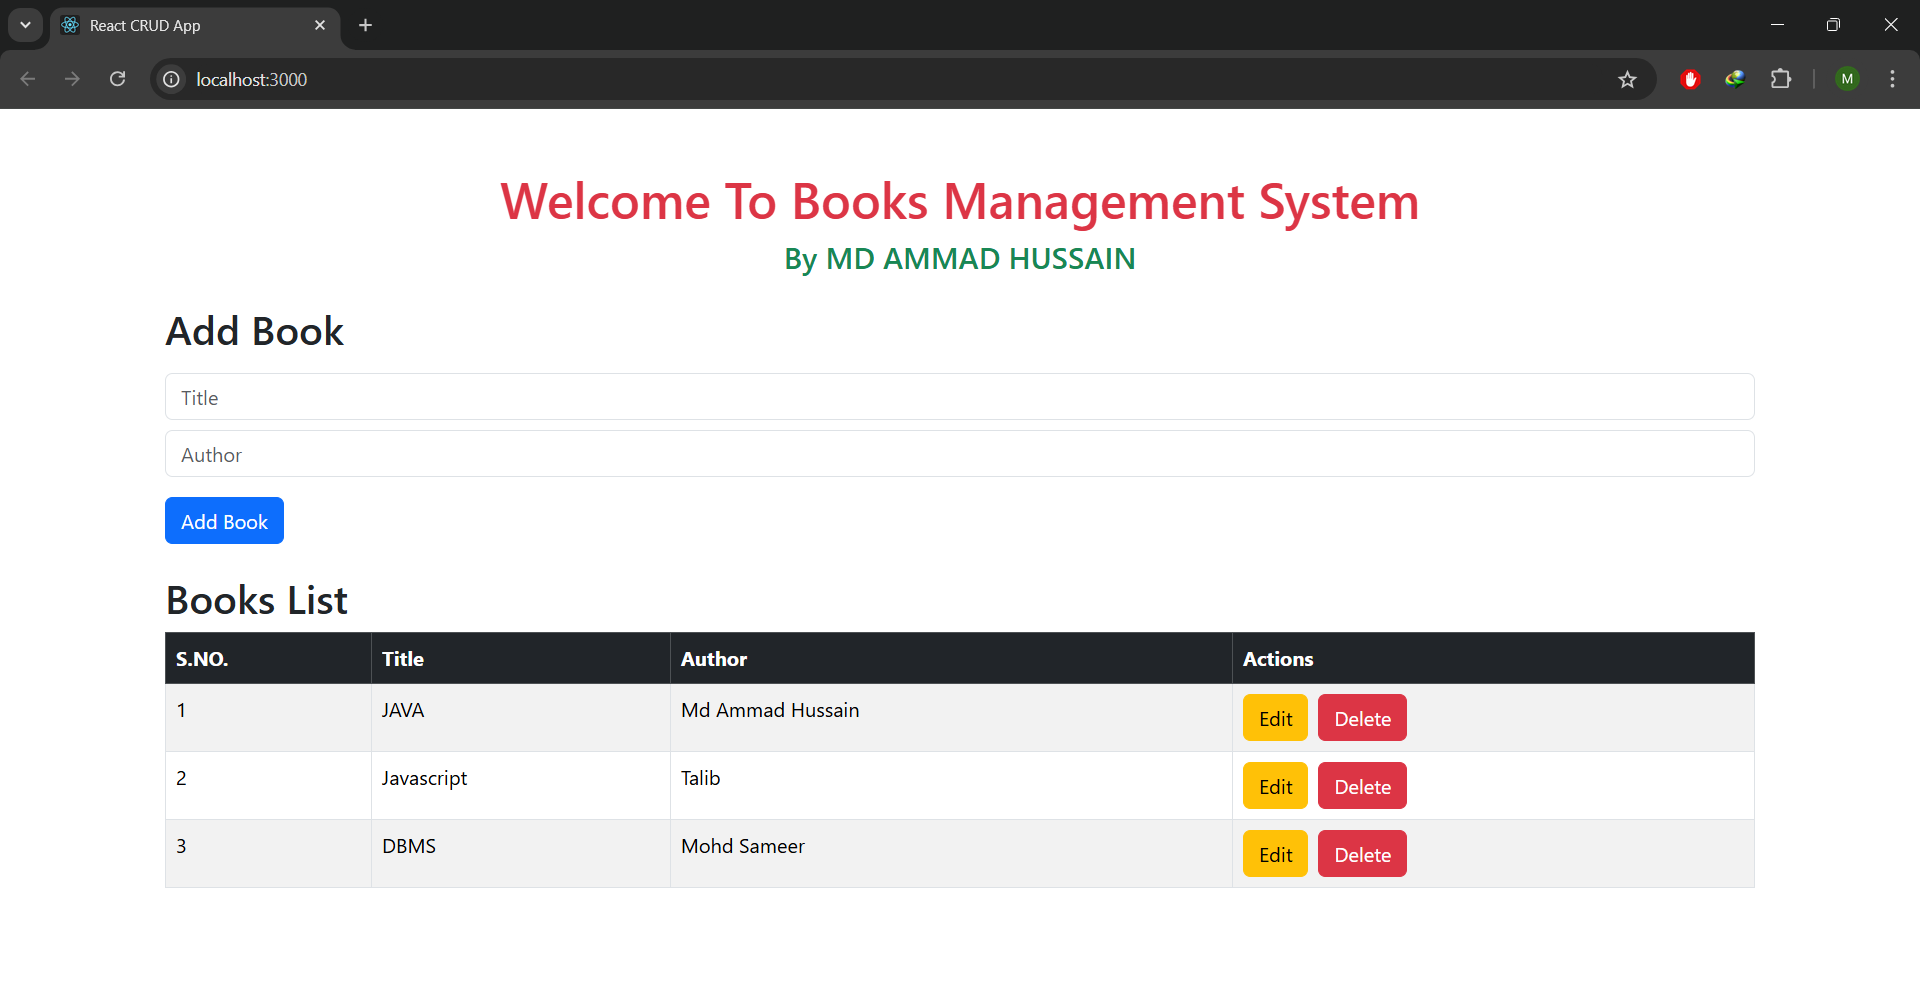 React CRUD App
localhost:3000
M
Welcome To Books Management System
By MD AMMAD HUSSAIN
Add Book
Title
Author
Add Book
Books List
S.NO. Title Author Actions
1 JAVA Md Ammad Hussain Edit Delete
2 Javascript Talib Edit Delete
3 DBMS Mohd Sameer Edit Delete